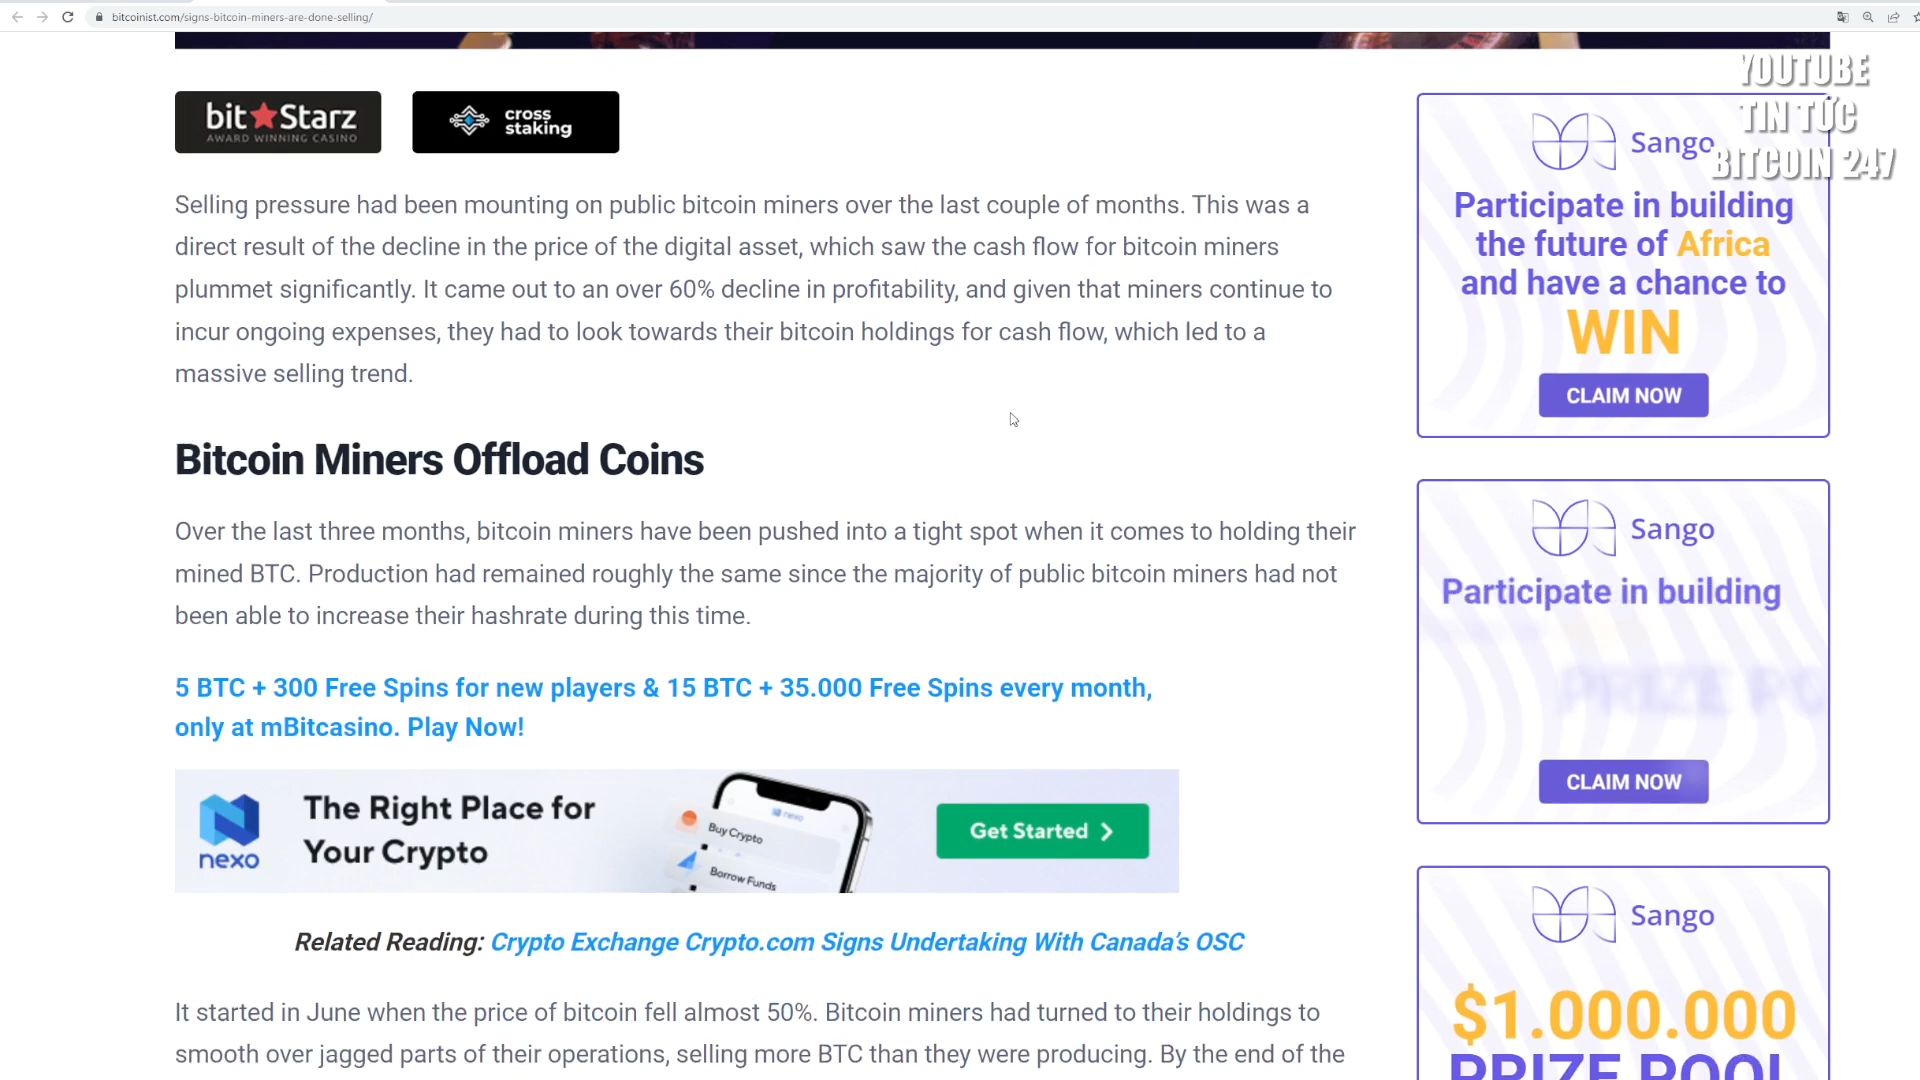 bitcoinist.com/signs-bitcoin-miners-are-done-selling/
YOUTUBE
TIN TỨC
BITCOIN 247
bit★Starz
AWARD WINNING CASINO
cross
staking
Selling pressure had been mounting on public bitcoin miners over the last couple of months. This was a
direct result of the decline in the price of the digital asset, which saw the cash flow for bitcoin miners
plummet significantly. It came out to an over 60% decline in profitability, and given that miners continue to
incur ongoing expenses, they had to look towards their bitcoin holdings for cash flow, which led to a
massive selling trend.
Bitcoin Miners Offload Coins
Over the last three months, bitcoin miners have been pushed into a tight spot when it comes to holding their
mined BTC. Production had remained roughly the same since the majority of public bitcoin miners had not
been able to increase their hashrate during this time.
5 BTC + 300 Free Spins for new players & 15 BTC + 35.000 Free Spins every month,
only at mBitcasino. Play Now!
nexo
The Right Place for
Your Crypto
nexo
Buy Crypto
Borrow Funds
Get Started
Related Reading: Crypto Exchange Crypto.com Signs Undertaking With Canada's OSC
It started in June when the price of bitcoin fell almost 50%. Bitcoin miners had turned to their holdings to
smooth over jagged parts of their operations, selling more BTC than they were producing. By the end of the
Sango
Participate in building
the future of Africa
and have a chance to
WIN
CLAIM NOW
Sango
Participate in building
CLAIM NOW
Sango
$1.000.000
PRIZE POOL